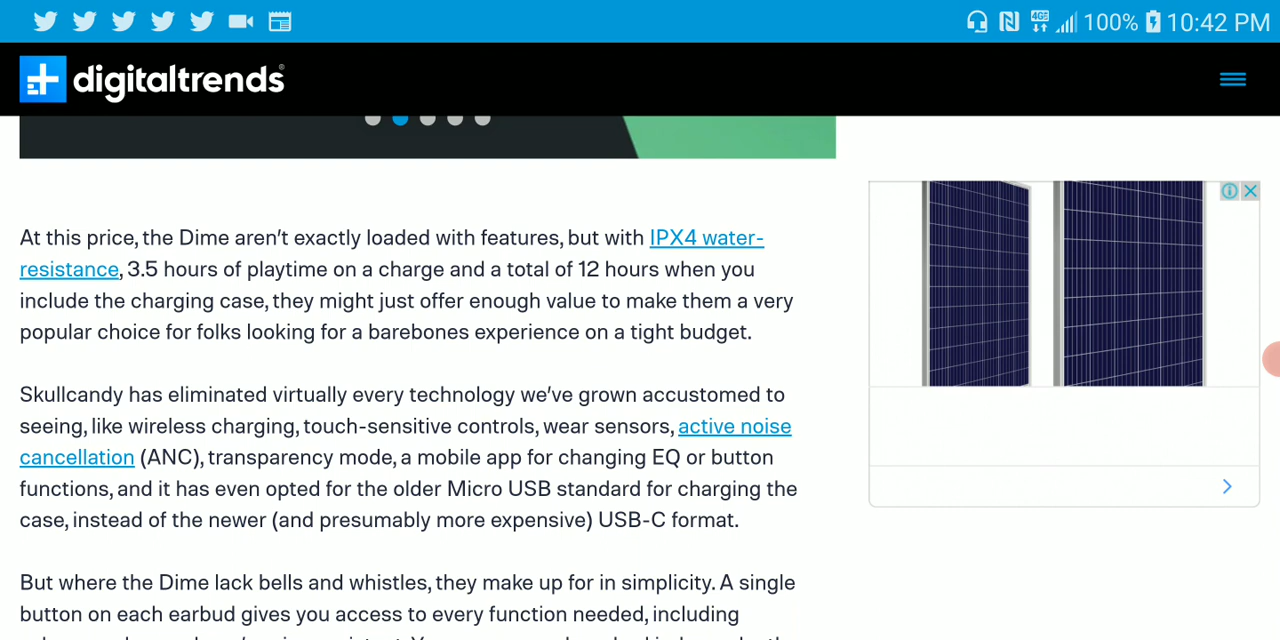 100% 10:42 PM
digitaltrends
At this price, the Dime aren't exactly loaded with features, but with IPX4 water-
resistance, 3.5 hours of playtime on a charge and a total of 12 hours when you
include the charging case, they might just offer enough value to make them a very
popular choice for folks looking for a barebones experience on a tight budget.
Skullcandy has eliminated virtually every technology we've grown accustomed to
seeing, like wireless charging, touch-sensitive controls, wear sensors, active noise
cancellation (ANC), transparency mode, a mobile app for changing EQ or button
functions, and it has even opted for the older Micro USB standard for charging the
case, instead of the newer (and presumably more expensive) USB-C format.
But where the Dime lack bells and whistles, they make up for in simplicity. A single
button on each earbud gives you access to every function needed, including